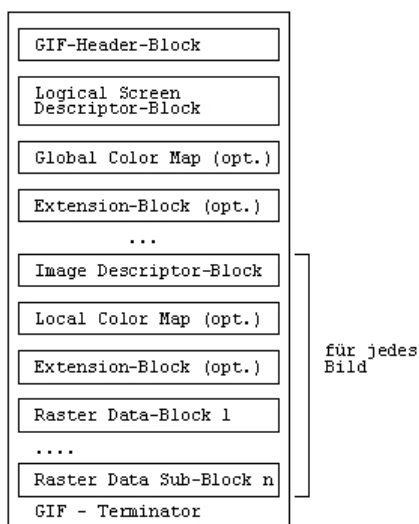 GIF-Header-Block
Logical Screen
Descriptor-Block
Global Color Map (opt.)
Extension-Block (opt.)
...
Image Descriptor-Block
Local Color Map (opt.)
Extension-Block (opt.)
Raster Data-Block 1
....
Raster Data Sub-Block n
GIF - Terminator
für jedes
Bild